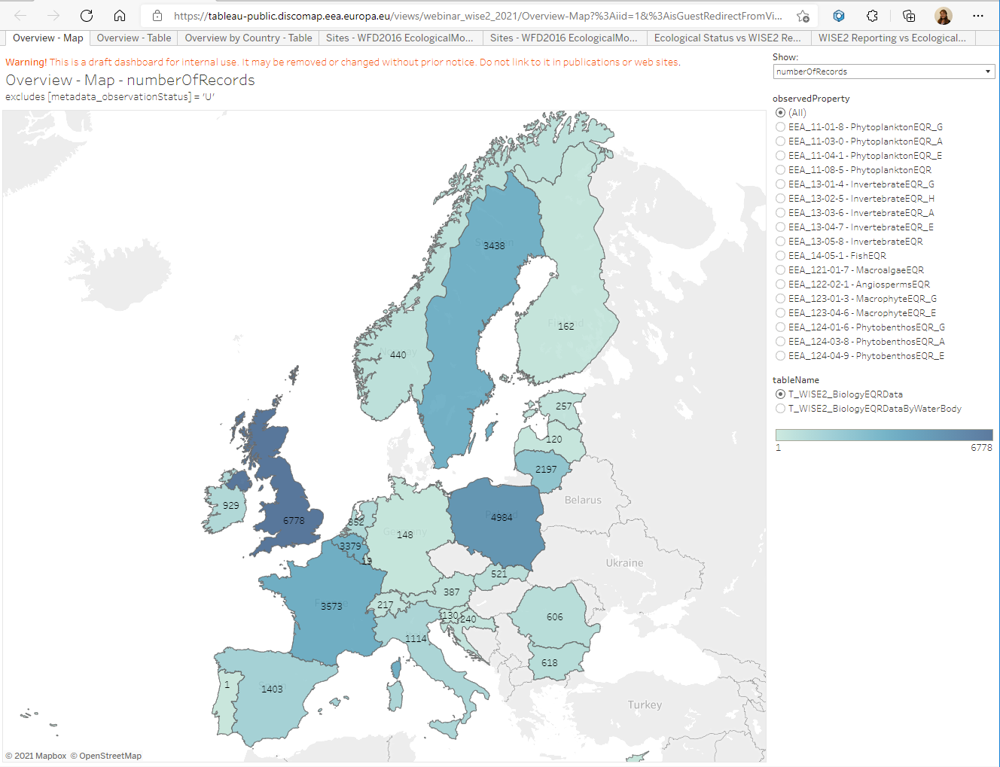 https://tableau-public.discomap.eea.europa.eu/views/webinar_wise2_2021/Overview-Map?%3Aiid=1&%3AisGuestRedirectFromVi...
Overview - Map
Overview - Table
Overview by Country - Table
Sites - WFD2016 EcologicalMo...
Sites - WFD2016 EcologicalMo...
Ecological Status vs WISE2 Re...
WISE2 Reporting vs Ecological...
Warning! This is a draft dashboard for internal use. It may be removed or changed without prior notice. Do not link to it in publications or web sites.
Overview - Map - numberOfRecords
excludes [metadata_observationStatus] = 'U'
Show:
numberOfRecords
observedProperty
(All)
EEA_11-01-8 - PhytoplanktonEQR_G
EEA_11-03-0 - PhytoplanktonEQR_A
EEA_11-04-1 - PhytoplanktonEQR_E
EEA_11-08-5 - PhytoplanktonEQR
EEA_13-01-4 - InvertebrateEQR_G
EEA_13-02-5 - InvertebrateEQR_H
EEA_13-03-6 - InvertebrateEQR_A
EEA_13-04-7 - InvertebrateEQR_E
EEA_13-05-8 - InvertebrateEQR
EEA_14-05-1 - FishEQR
EEA_121-01-7 - MacroalgaeEQR
EEA_122-02-1 - AngiospermsEQR
EEA_123-01-3 - MacrophyteEQR_G
EEA_123-04-6 - MacrophyteEQR_E
EEA_124-01-6 - PhytobenthosEQR_G
EEA_124-03-8 - PhytobenthosEQR_A
EEA_124-04-9 - PhytobenthosEQR_E
tableName
T_WISE2_BiologyEQRData
T_WISE2_BiologyEQRDataByWaterBody
1
6778
3438
162
440
257
120
2197
Belarus
929
6778
852
4984
148
3379
19
Ukraine
521
387
217
3573
130
240
606
1114
618
1
1403
Turkey
© 2021 Mapbox © OpenStreetMap